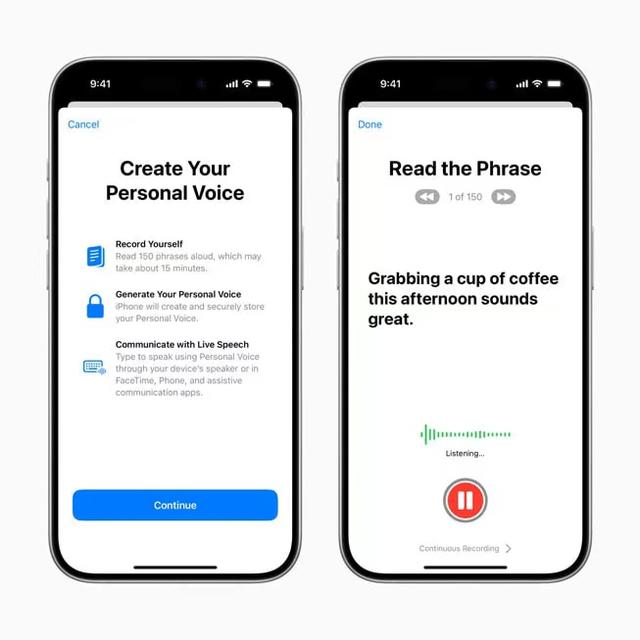 9:41
Cancel
Create Your
Personal Voice
Record Yourself
Read 150 phrases aloud, which may
take about 15 minutes.
Generate Your Personal Voice
iPhone will create and securely store
your Personal Voice.
Communicate with Live Speech
Type to speak using Personal Voice
through your device's speaker or in
FaceTime, Phone, and assistive
communication apps.
Continue
9:41
Done
Read the Phrase
1 of 150
Grabbing a cup of coffee
this afternoon sounds
great.
Listening...
Continuous Recording